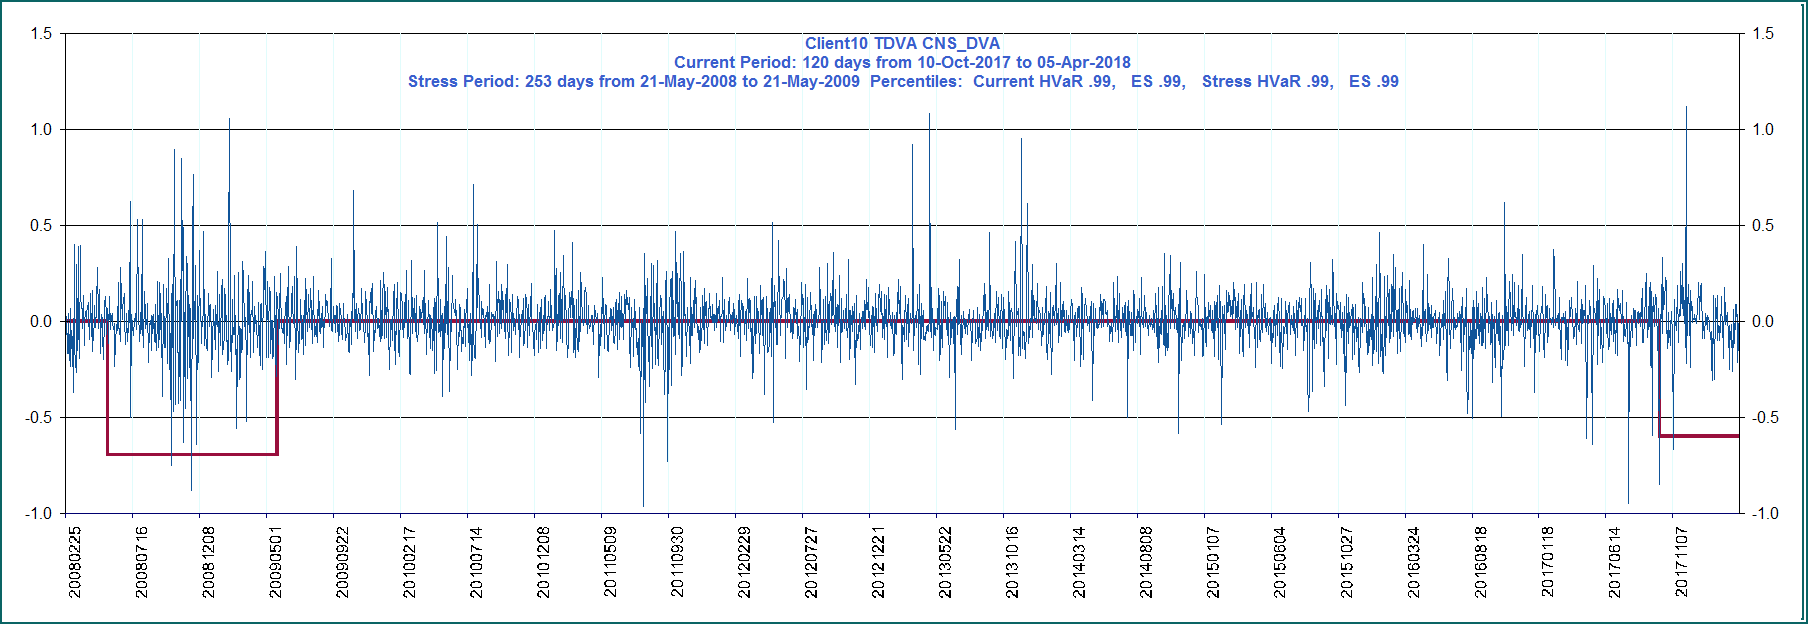 Client10 TDVA CNS_DVA
Current Period: 120 days from 10-Oct-2017 to 05-Apr-2018
Stress Period: 253 days from 21-May-2008 to 21-May-2009  Percentiles:  Current HVaR .99,   ES .99,   Stress HVaR .99,   ES .99
1.5 1.5
1.0 1.0
0.5 0.5
0.0 0.0
-0.5 -0.5
-1.0 -1.0
20080225 20080716 20081208 20090501 20090922 20100217 20100714 20101208 20110509 20110930 20120229 20120727 20121221 20130522 20131016 20140314 20140808 20150107 20150604 20151027 20160324 20160818 20170118 20170614 20171107